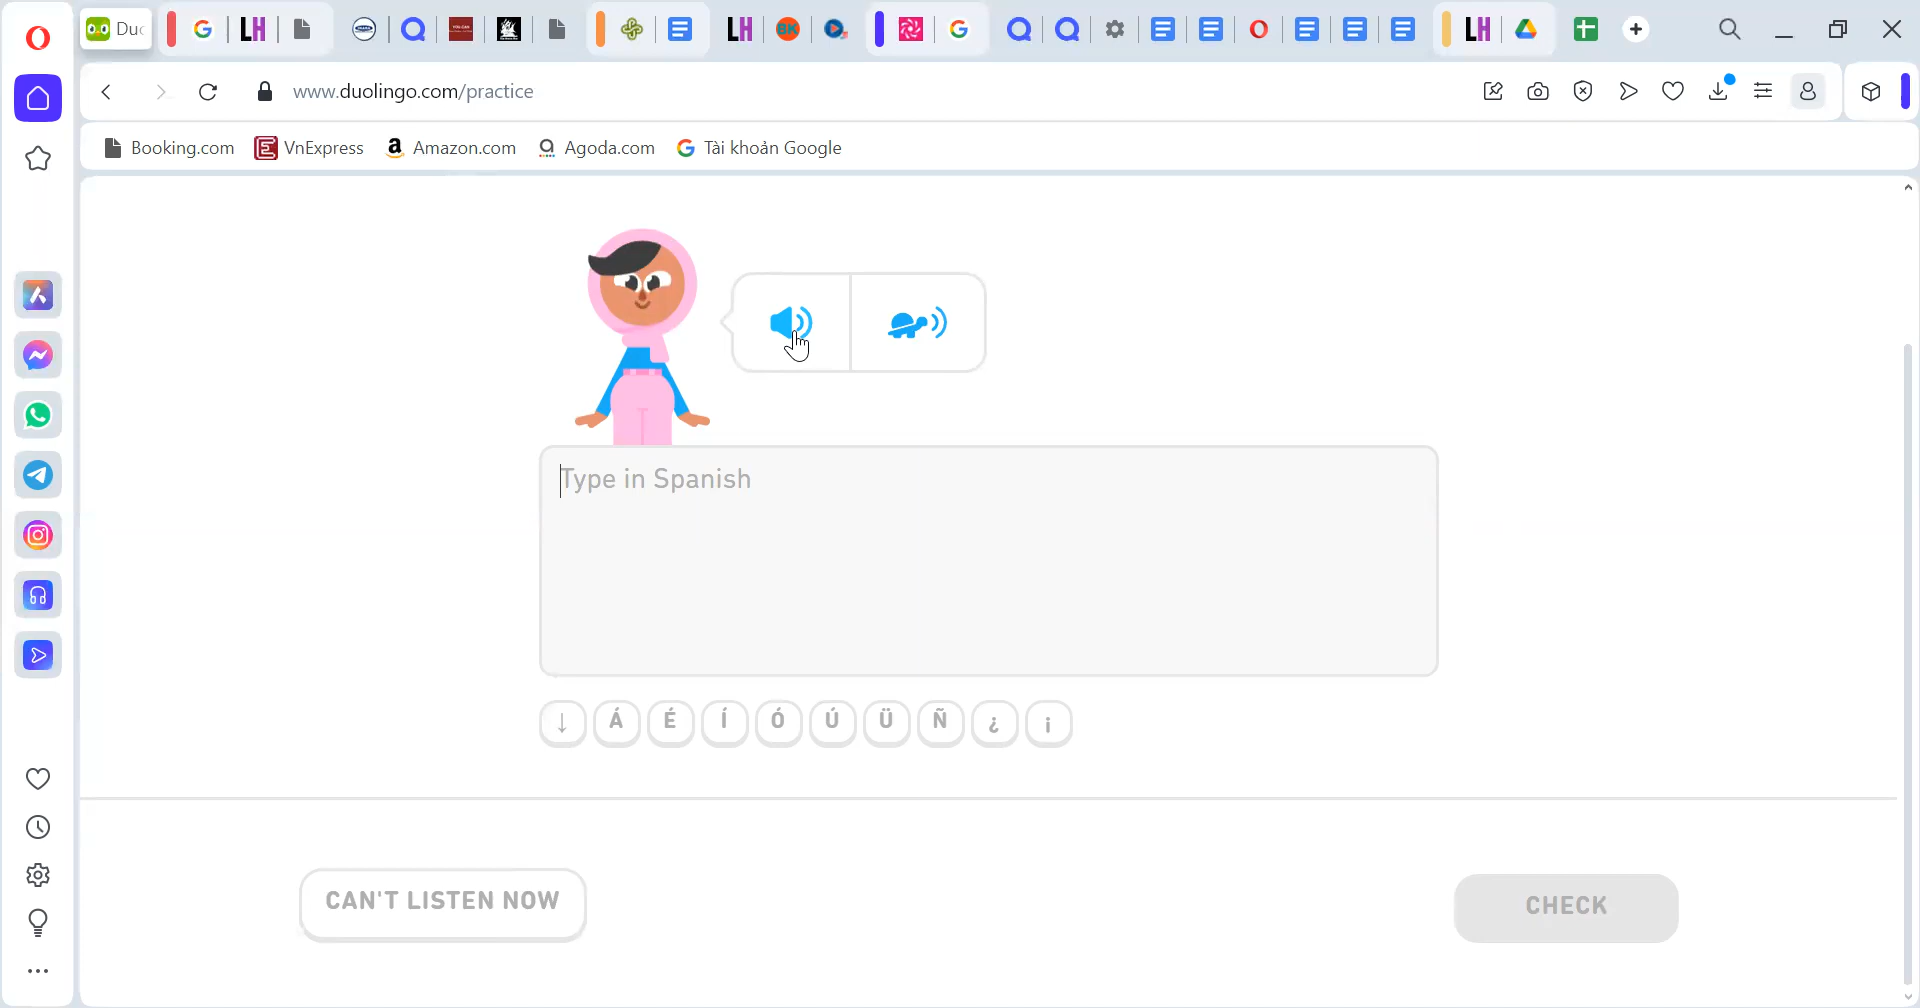 Duo
www.duolingo.com/practice
Booking.com VnExpress Amazon.com Agoda.com Tài khoản Google
Type in Spanish
↓ Á É Í Ó Ú Ü Ñ ¿ ¡
CAN'T LISTEN NOW
CHECK